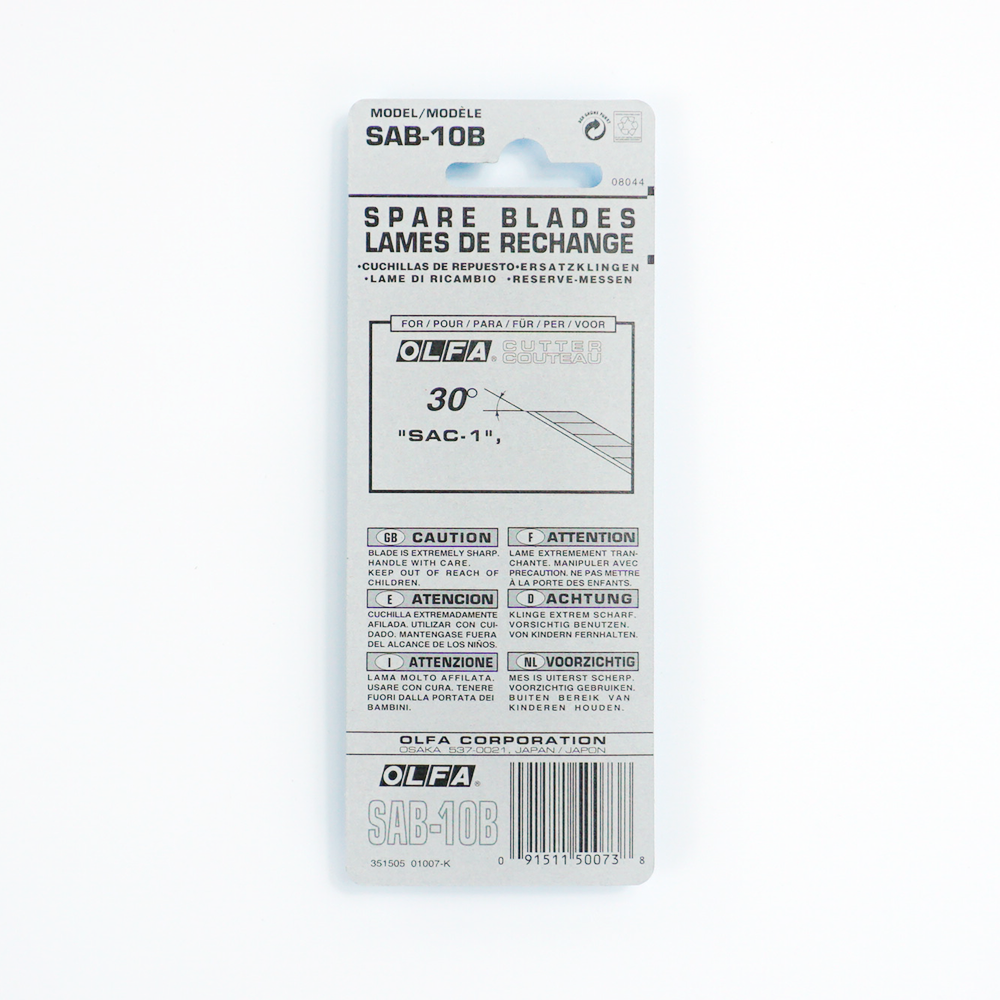 MODEL/MODÈLE
SAB-10B
DER GRÜNE PUNKT
08044
SPARE BLADES
LAMES DE RECHANGE
•CUCHILLAS DE REPUESTO•ERSATZKLINGEN
•LAME DI RICAMBIO •RESERVE-MESSEN
FOR / POUR / PARA / FÜR / PER / VOOR
OLFA® CUTTER
COUTEAU
30°
"SAC-1",
GB CAUTION
BLADE IS EXTREMELY SHARP.
HANDLE WITH CARE.
KEEP OUT OF REACH OF
CHILDREN.
F ATTENTION
LAME EXTREMEMENT TRAN-
CHANTE. MANIPULER AVEC
PRECAUTION. NE PAS METTRE
À LA PORTE DES ENFANTS.
E ATENCION
CUCHILLA EXTREMADAMENTE
AFILADA. UTILIZAR CON CUI-
DADO. MANTENGASE FUERA
DEL ALCANCE DE LOS NIÑOS.
D ACHTUNG
KLINGE EXTREM SCHARF.
VORSICHTIG BENUTZEN.
VON KINDERN FERNHALTEN.
I ATTENZIONE
LAMA MOLTO AFFILATA.
USARE CON CURA. TENERE
FUORI DALLA PORTATA DEI
BAMBINI.
NL VOORZICHTIG
MES IS UITERST SCHERP.
VOORZICHTIG GEBRUIKEN.
BUITEN BEREIK VAN
KINDEREN HOUDEN.
OLFA CORPORATION
OSAKA 537-0021, JAPAN / JAPON
OLFA®
SAB-10B
351505 01007-K
0 91511 50073 8